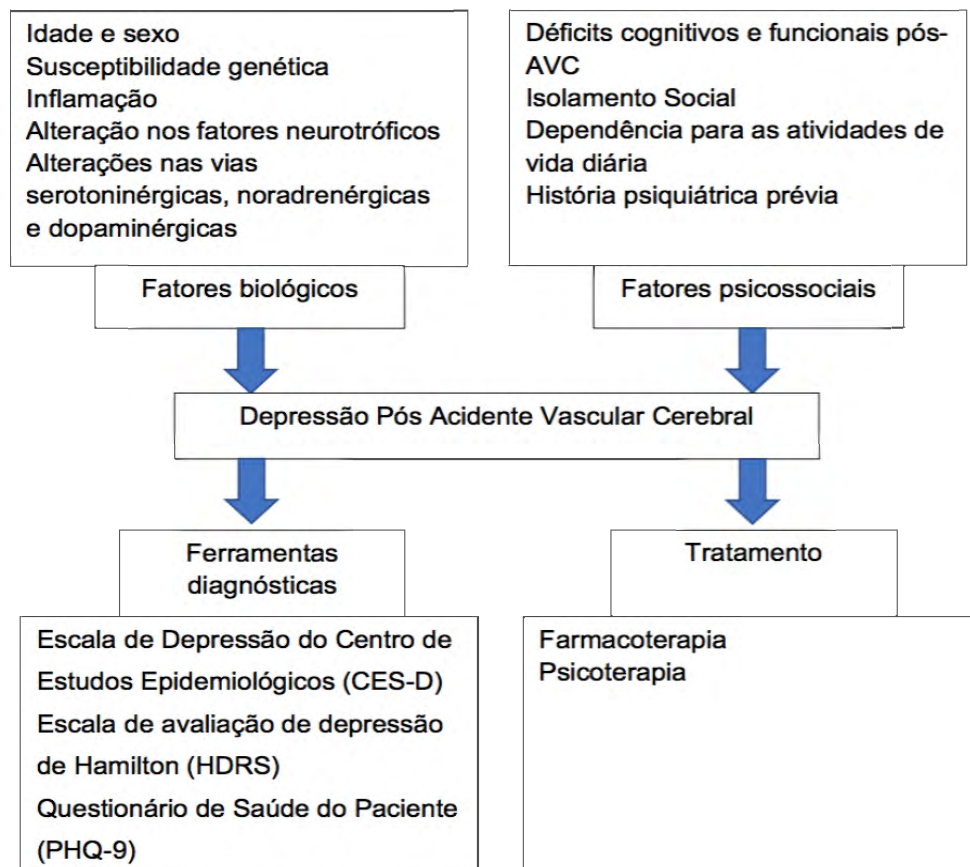 Idade e sexo
Susceptibilidade genética
Inflamação
Alteração nos fatores neurotróficos
Alterações nas vias
serotoninérgicas, noradrenérgicas
e dopaminérgicas
Fatores biológicos
Déficits cognitivos e funcionais pós-
AVC
Isolamento Social
Dependência para as atividades de
vida diária
História psiquiátrica prévia
Fatores psicossociais
Depressão Pós Acidente Vascular Cerebral
Ferramentas
diagnósticas
Escala de Depressão do Centro de
Estudos Epidemiológicos (CES-D)
Escala de avaliação de depressão
de Hamilton (HDRS)
Questionário de Saúde do Paciente
(PHQ-9)
Tratamento
Farmacoterapia
Psicoterapia